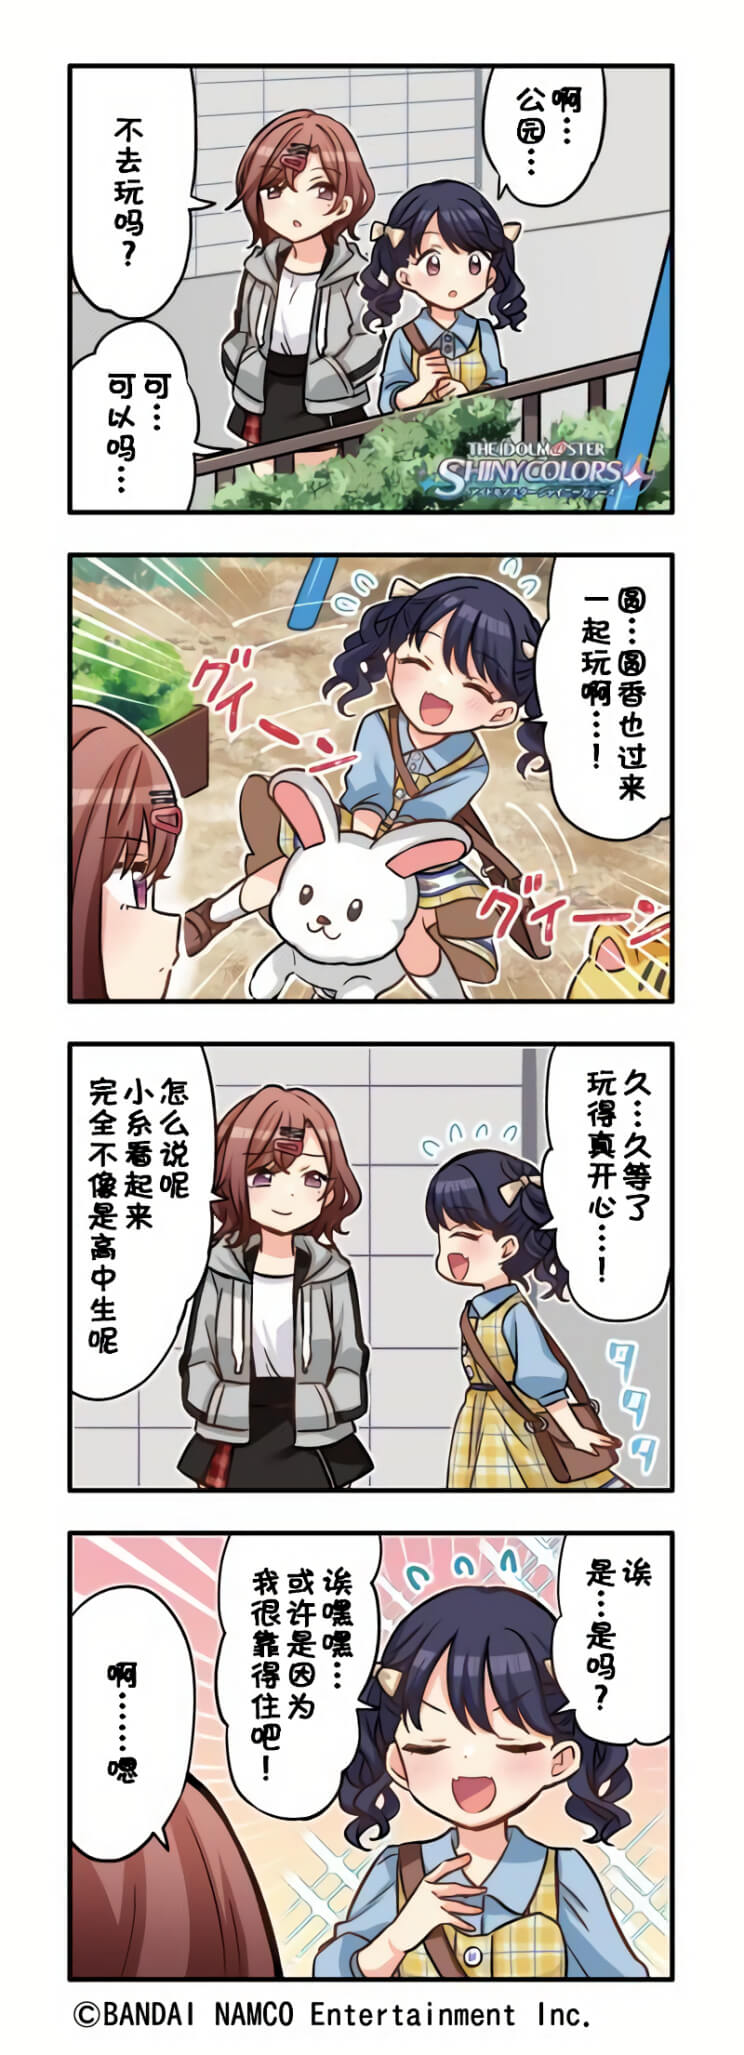 啊…
公园…
不去玩吗？
可…
可以吗…
THE IDOLM@STER
SHINYCOLORS
アイドルマスターシャイニーカラーズ
圆…圆香也过来
一起玩啊…！
グイーン
グイーン
久…久等了
玩得真开心…！
怎么说呢
小糸看起来
完全不像是高中生呢
タタタ
诶
是…是吗？
诶嘿嘿…
或许是因为
我很靠得住吧！
啊……嗯
©BANDAI NAMCO Entertainment Inc.